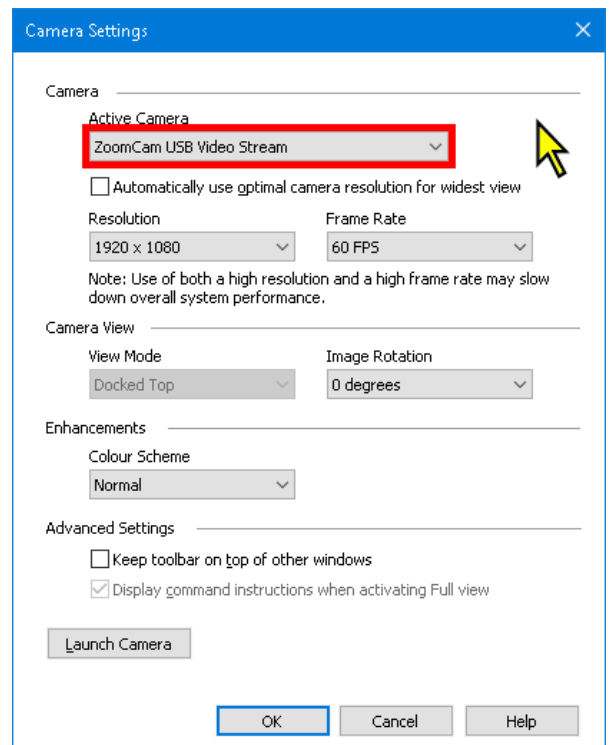 Camera Settings
Camera
Active Camera
ZoomCam USB Video Stream
Automatically use optimal camera resolution for widest view
Resolution
Frame Rate
1920 x 1080
60 FPS
Note: Use of both a high resolution and a high frame rate may slow
down overall system performance.
Camera View
View Mode
Image Rotation
Docked Top
0 degrees
Enhancements
Colour Scheme
Normal
Advanced Settings
Keep toolbar on top of other windows
Display command instructions when activating Full view
Launch Camera
OK
Cancel
Help